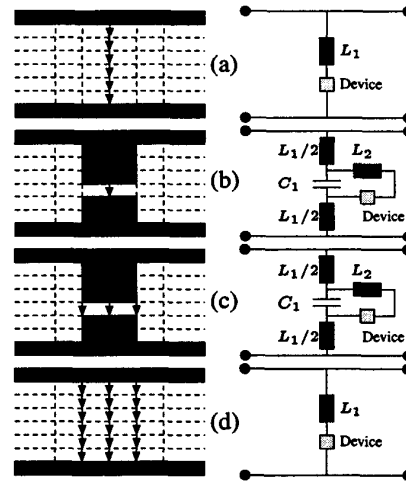 (a)
L₁
Device
(b)
L₁/2
L₂
C₁
L₁/2
Device
(c)
L₁/2
L₂
C₁
L₁/2
Device
(d)
L₁
Device